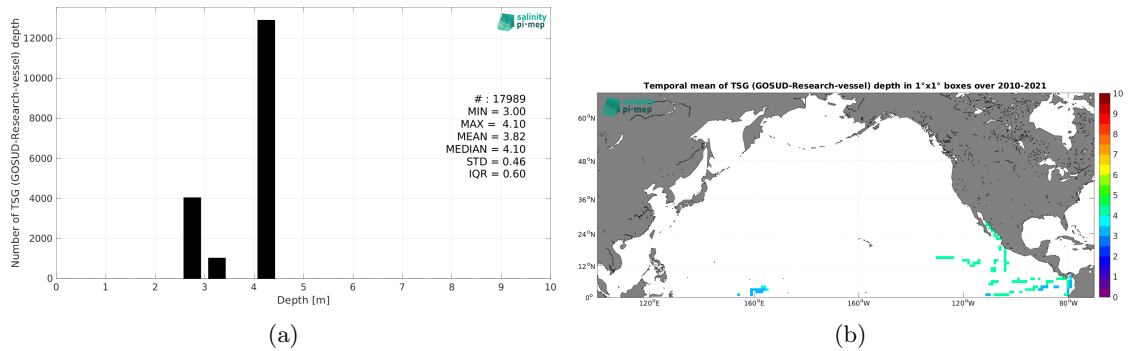 12000
10000
8000
6000
4000
2000
0
Number of TSG (GOSUD-Research-vessel) depth
salinity
pi-mep
# : 17989
MIN = 3.00
MAX = 4.10
MEAN = 3.82
MEDIAN = 4.10
STD = 0.46
IQR = 0.60
0 1 2 3 4 5 6 7 8 9 10
Depth [m]
(a)
Temporal mean of TSG (GOSUD-Research-vessel) depth in 1°x1° boxes over 2010-2021
salinity
pi-mep
60°N
48°N
36°N
24°N
12°N
0°
120°E 160°E 160°W 120°W 80°W
10
9
8
7
6
5
4
3
2
1
0
(b)